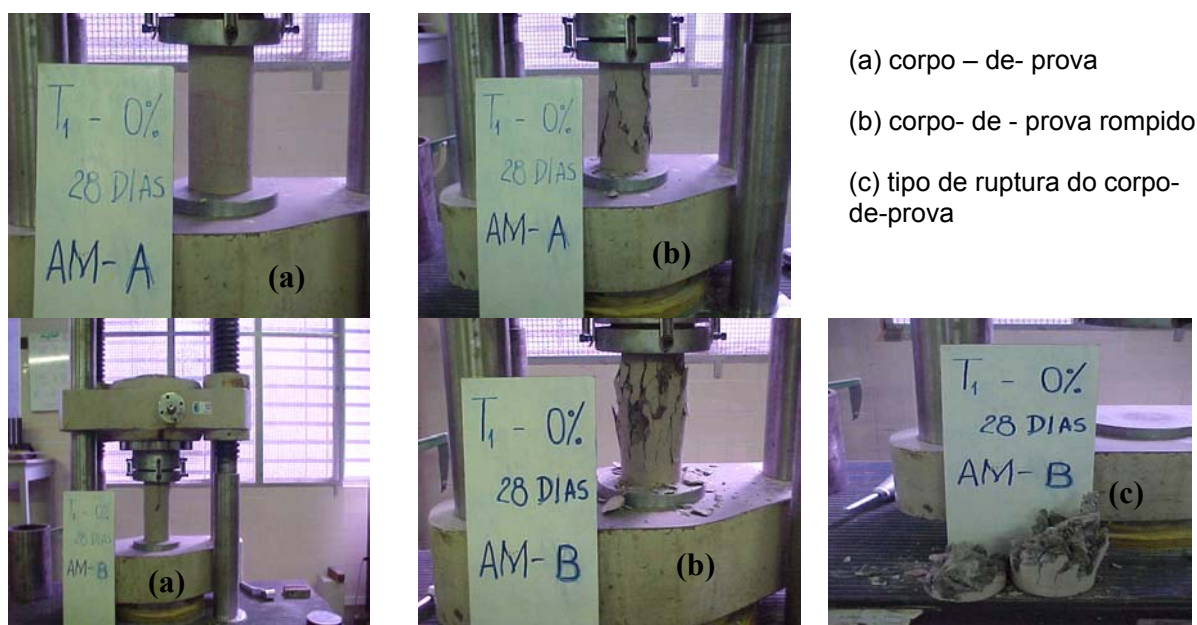 T1 - 0%
28 DIAS
AM- A
(a)
T1 - 0%
28 DIAS
AM- A
(b)
(a) corpo – de- prova
(b) corpo- de - prova rompido
(c) tipo de ruptura do corpo-
de-prova
T1 - 0%
28 DIAS
AM- B
(a)
T1 - 0%
28 DIAS
AM- B
(b)
T1 - 0%
28 DIAS
AM- B
(c)